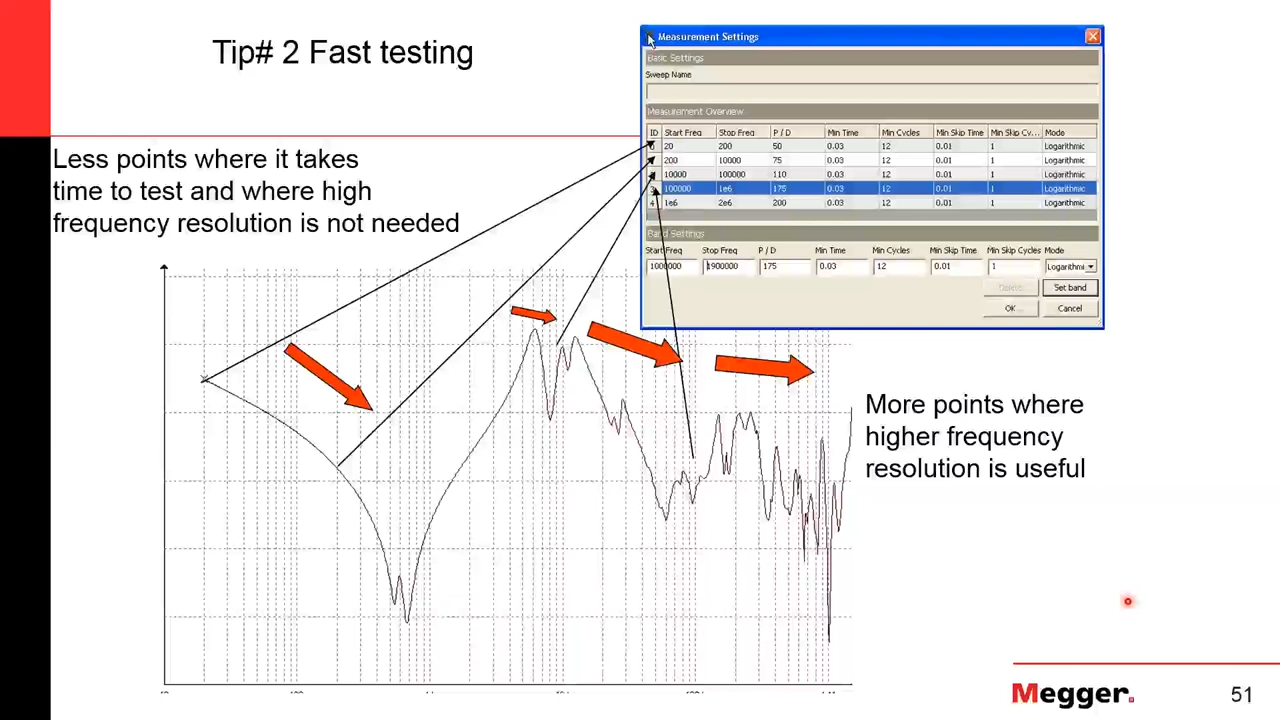 Tip# 2 Fast testing
Less points where it takes
time to test and where high
frequency resolution is not needed
Measurement Settings
Basic Settings
Sweep Name
Measurement Overview
ID Start Freq Stop Freq P / D Min Time Min Cycles Min Skip Time Min Skip Cy... Mode
20 200 50 0.03 12 0.01 1 Logarithmic
200 10000 75 0.03 12 0.01 1 Logarithmic
10000 100000 110 0.03 12 0.01 1 Logarithmic
100000 1e6 175 0.03 12 0.01 1 Logarithmic
4 1e6 2e6 200 0.03 12 0.01 1 Logarithmic
Band Settings
Start Freq Stop Freq P / D Min Time Min Cycles Min Skip Time Min Skip Cycles Mode
1000000 1900000 175 0.03 12 0.01 1 Logarithmi
Delete Set band
OK Cancel
More points where
higher frequency
resolution is useful
Megger.
51